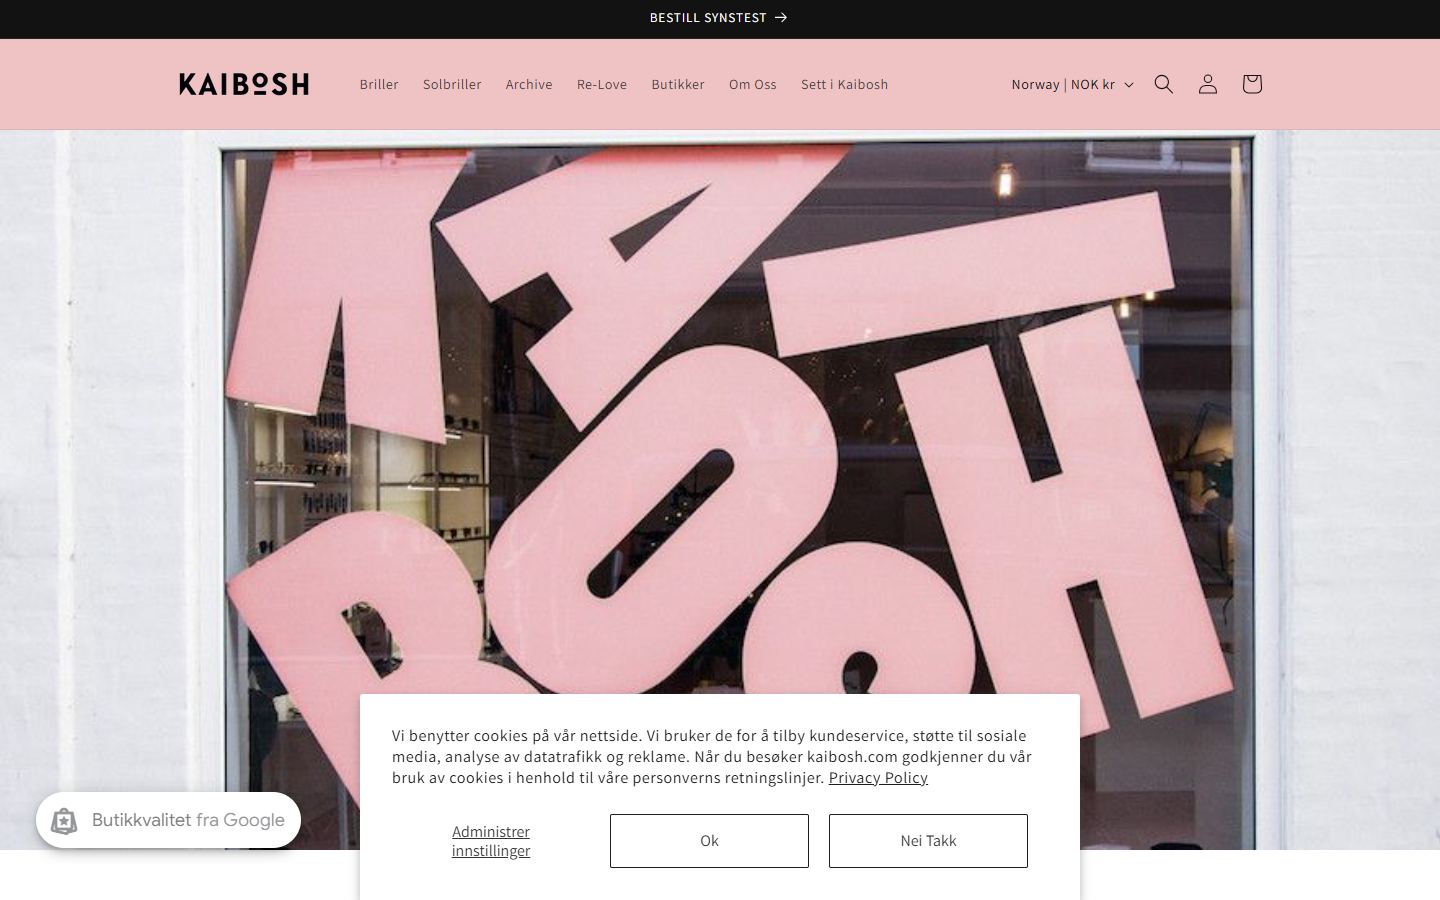 BESTILL SYNSTEST
KAIBOSH
Briller Solbriller Archive Re-Love Butikker Om Oss Sett i Kaibosh
Norway | NOK kr
KAI
BOOSH
Vi benytter cookies på vår nettside. Vi bruker de for å tilby kundeservice, støtte til sosiale
media, analyse av datatrafikk og reklame. Når du besøker kaibosh.com godkjenner du vår
bruk av cookies i henhold til våre personverns retningslinjer. Privacy Policy
Administrer
innstillinger
Ok
Nei Takk
Butikkvalitet fra Google